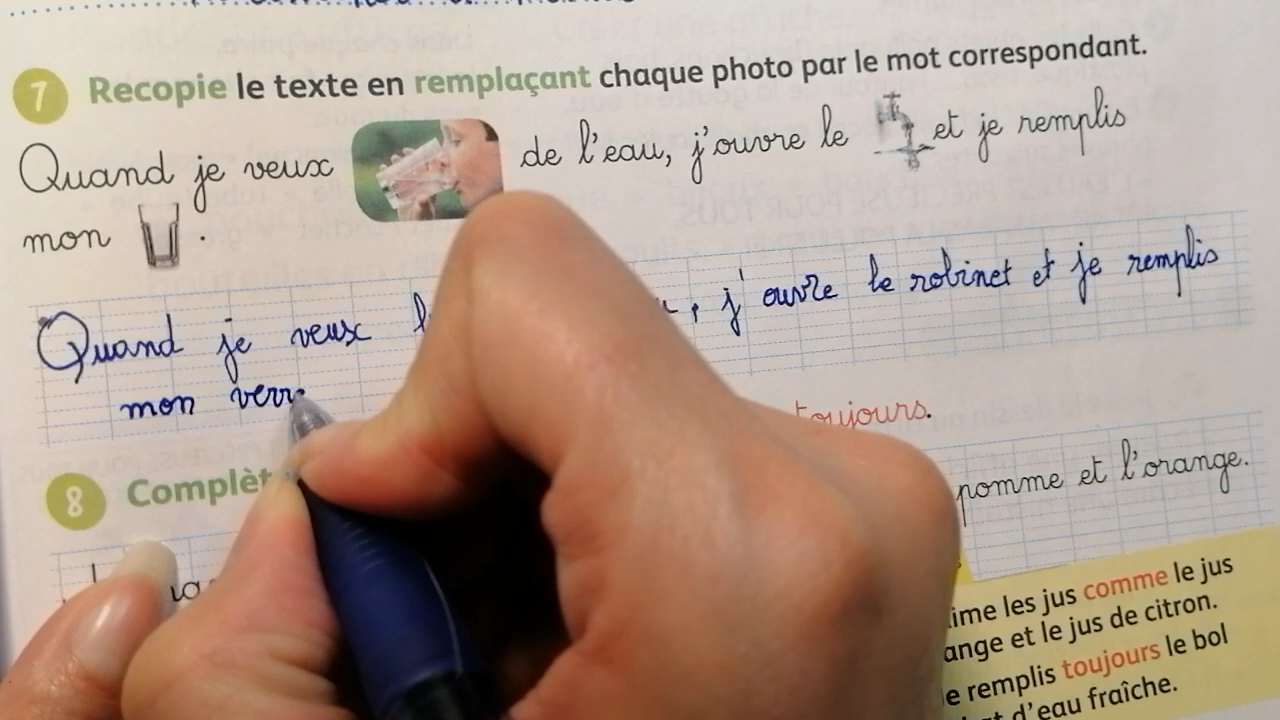 7 Recopie le texte en remplaçant chaque photo par le mot correspondant.
Quand je veux de l'eau, j'ouvre le et je remplis
mon .
Quand je veux , j'ouvre le robinet et je remplis
mon verr
toujours.
8 Complèt
pomme et l'orange.
ime les jus comme le jus
ange et le jus de citron.
e remplis toujours le bol
d'eau fraîche.